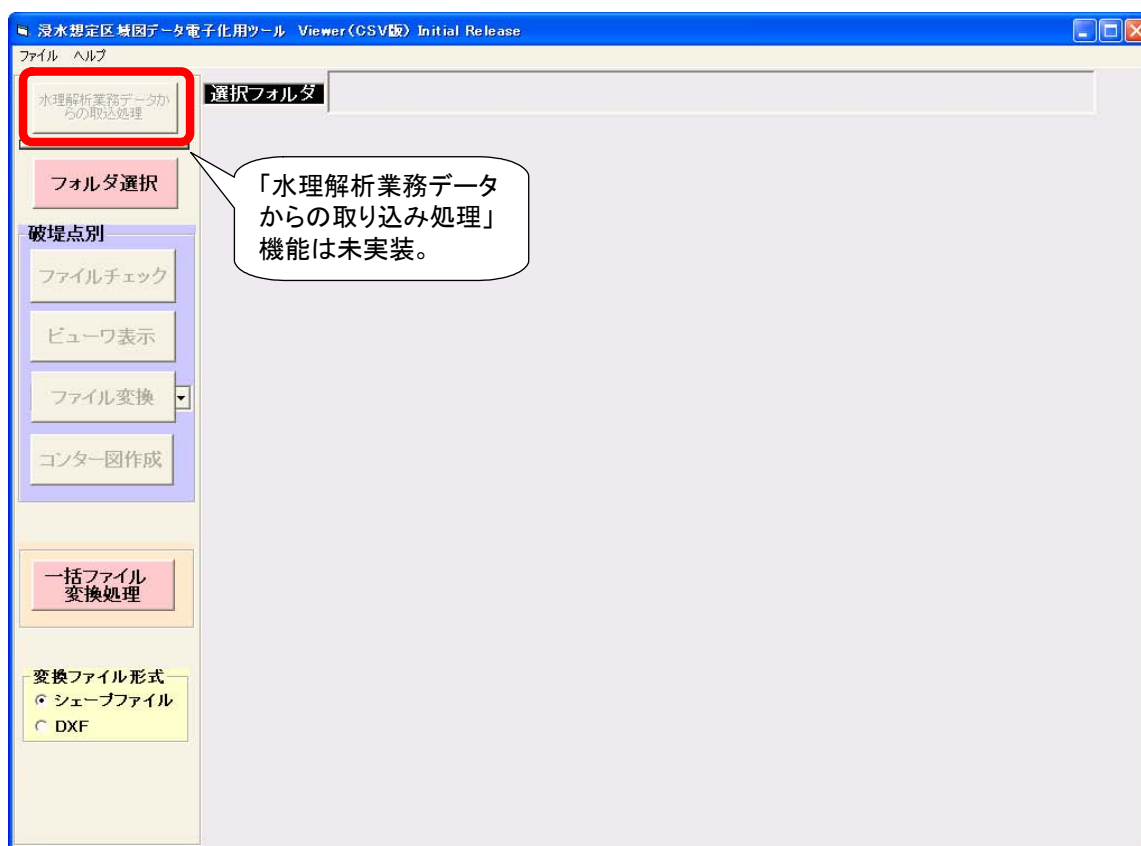 浸水想定区域図データ電子化用ツール Viewer(CSV版) Initial Release
ファイル ヘルプ
水理解析業務データか
らの取込処理
選択フォルダ
フォルダ選択
「水理解析業務データ
からの取り込み処理」
機能は未実装。
破堤点別
ファイルチェック
ビューワ表示
ファイル変換
コンター図作成
一括ファイル
変換処理
変換ファイル形式
シェープファイル
DXF